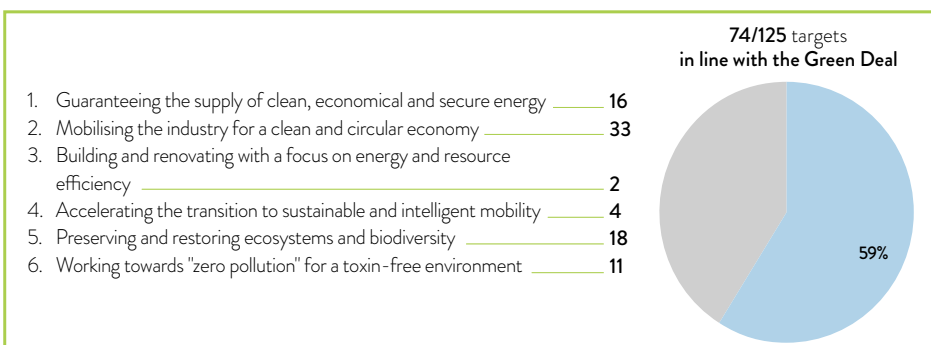 74/125 targets
in line with the Green Deal
1. Guaranteeing the supply of clean, economical and secure energy 16
2. Mobilising the industry for a clean and circular economy 33
3. Building and renovating with a focus on energy and resource
efficiency 2
4. Accelerating the transition to sustainable and intelligent mobility 4
5. Preserving and restoring ecosystems and biodiversity 18
6. Working towards "zero pollution" for a toxin-free environment 11
59%